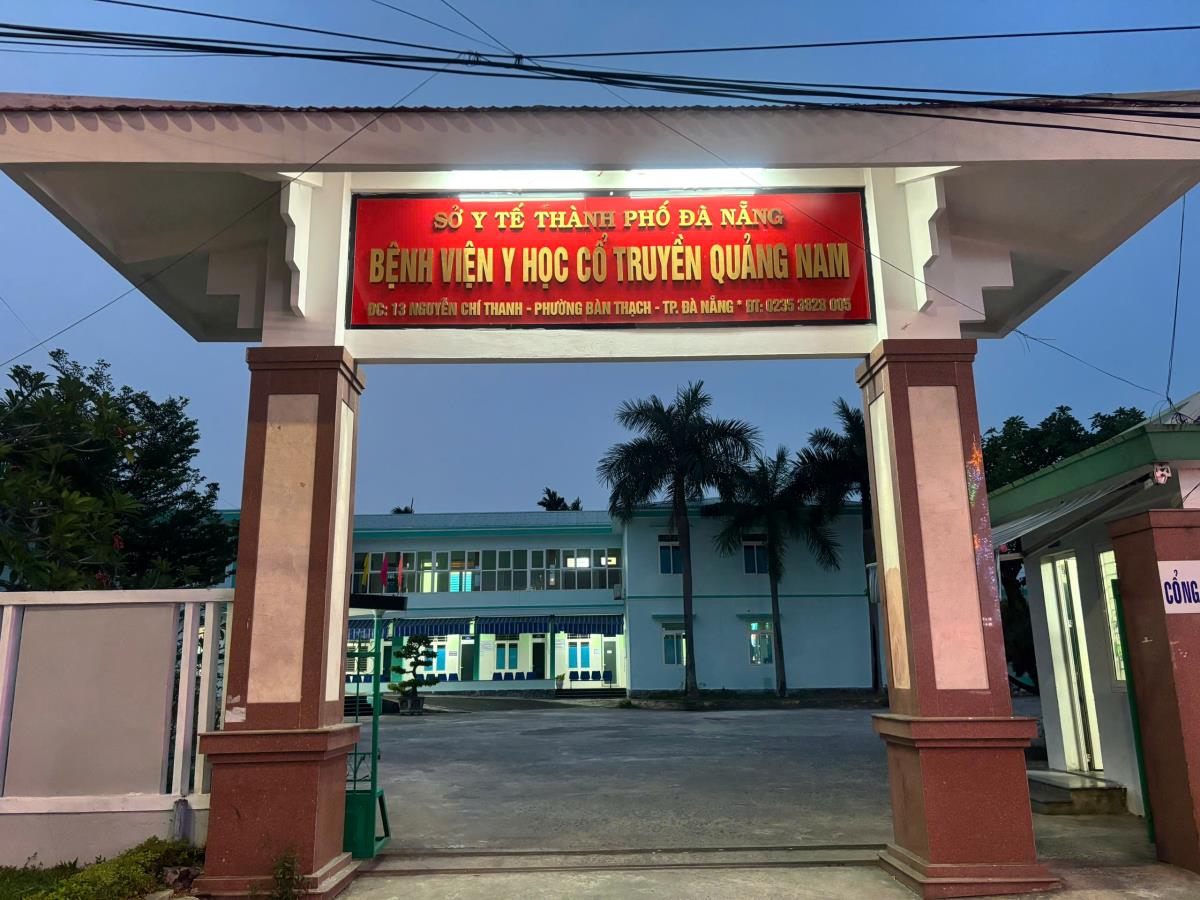 SỞ Y TẾ THÀNH PHỐ ĐÀ NẴNG
BỆNH VIỆN Y HỌC CỔ TRUYỀN QUẢNG NAM
ĐC: 13 NGUYỄN CHÍ THANH - PHƯỜNG BÀN THẠCH - TP. ĐÀ NẴNG * ĐT: 0235 3828 005
CỔNG